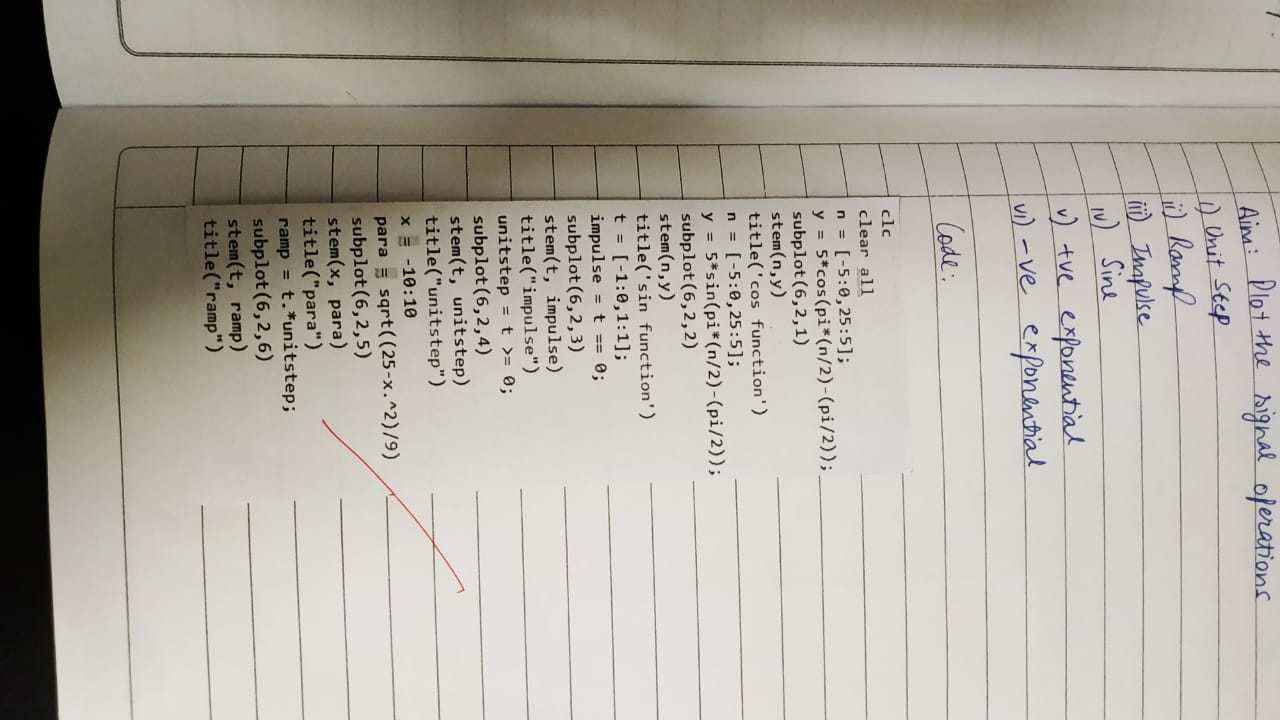 Aim: Plot the signal operations
i) Unit Step
ii) Ramp
iii) Impulse
iv) Sine
v) +ve exponential
vi) -ve exponential
Code:
clc
clear all
n = [-5:0,25:5];
y = 5*cos(pi*(n/2)-(pi/2));
subplot(6,2,1)
stem(n,y)
title('cos function')
n = [-5:0,25:5];
y = 5*sin(pi*(n/2)-(pi/2));
subplot(6,2,2)
stem(n,y)
title('sin function')
t = [-1:0,1:1];
impulse = t == 0;
subplot(6,2,3)
stem(t, impulse)
title("impulse")
unitstep = t >= 0;
subplot(6,2,4)
stem(t, unitstep)
title("unitstep")
x = -10:10
para = sqrt((25-x.^2)/9)
subplot(6,2,5)
stem(x, para)
title("para")
ramp = t.*unitstep;
subplot(6,2,6)
stem(t, ramp)
title("ramp")